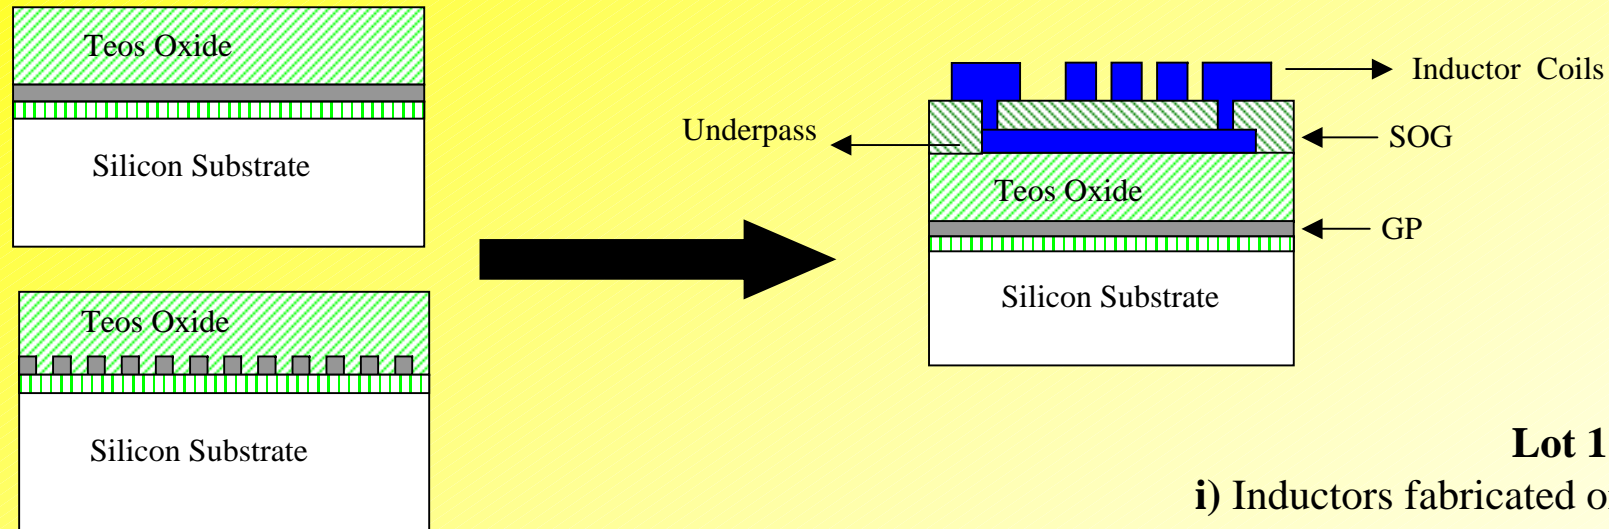 Teos Oxide
Silicon Substrate
Teos Oxide
Silicon Substrate
Inductor Coils
Underpass
SOG
Teos Oxide
GP
Silicon Substrate
Lot 1
i) Inductors fabricated